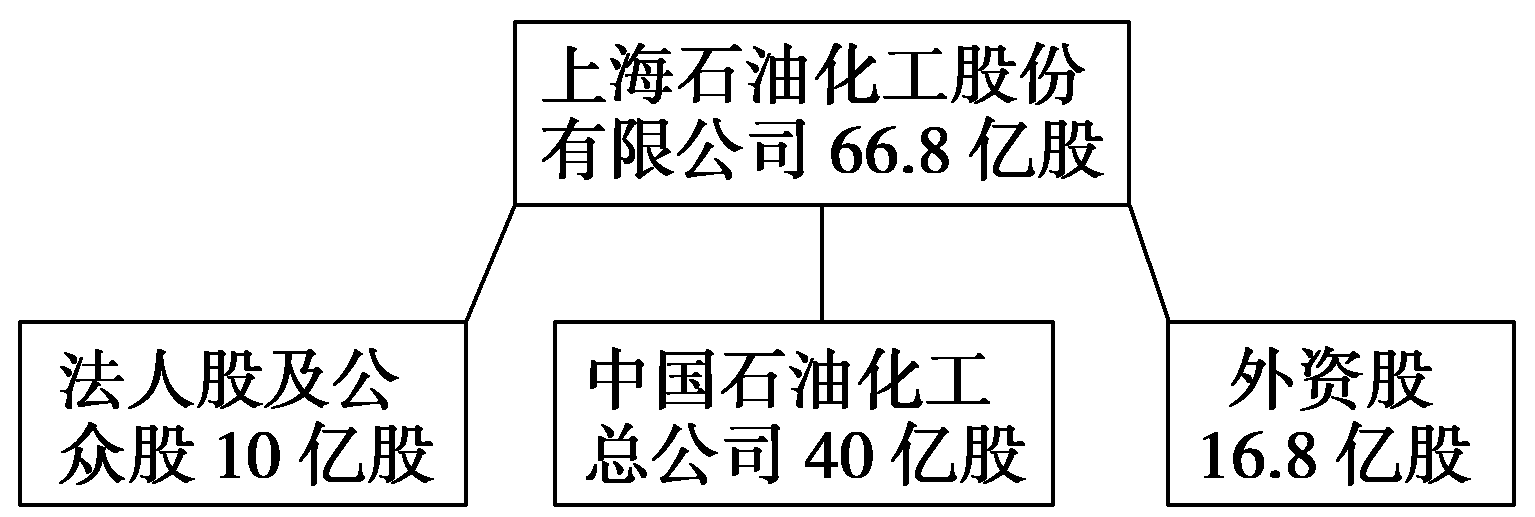 上海石油化工股份
有限公司 66.8 亿股
法人股及公
众股 10 亿股
中国石油化工
总公司 40 亿股
外资股
16.8 亿股